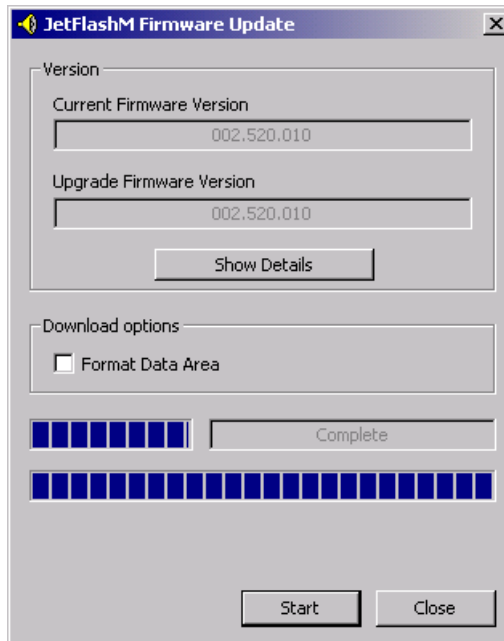 JetFlashM Firmware Update
Version
Current Firmware Version
002.520.010
Upgrade Firmware Version
002.520.010
Show Details
Download options
Format Data Area
Complete
Start
Close